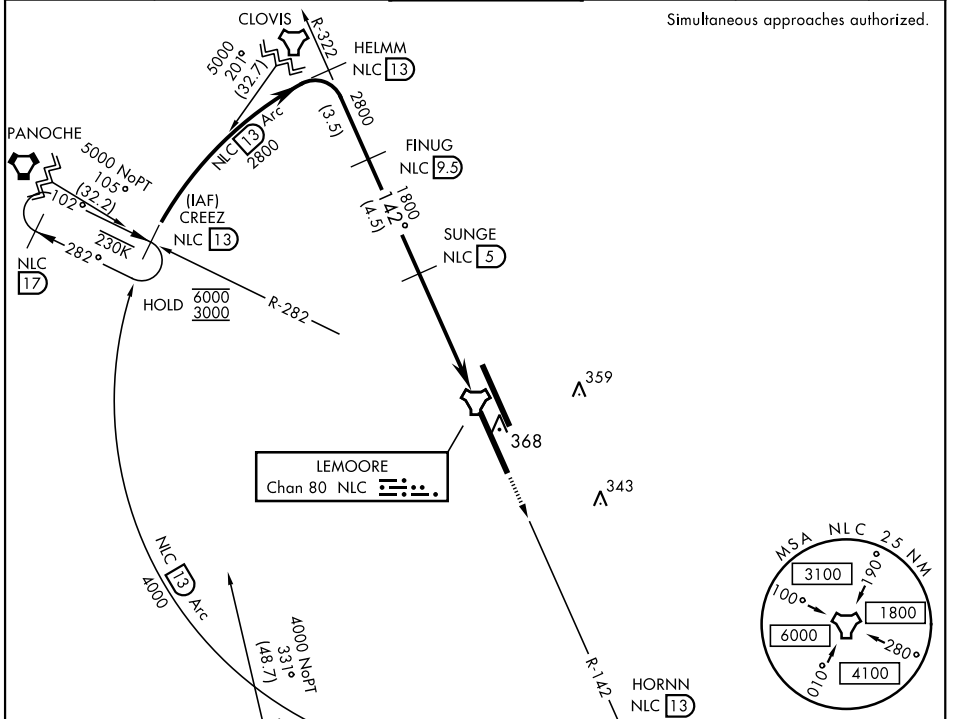 Simultaneous approaches authorized.
CLOVIS
R-322
HELMM
NLC 13
5000
201°
(32.7)
2800
(3.5)
NLC 13 Arc
2800
PANOCHE
5000 NoPT
105°
(32.2)
102°
282°
230K
NLC
17
(IAF)
CREEZ
NLC 13
HOLD 6000
3000
R-282
FINUG
NLC 9.5
1800
142°
(4.5)
SUNGE
NLC 5
359
368
343
LEMOORE
Chan 80 NLC
NLC 13 Arc
4000
4000 NoPT
331°
(48.7)
R-142
HORNN
NLC 13
MSA NLC 25 NM
3100
190°
100°
1800
6000
280°
010°
4100